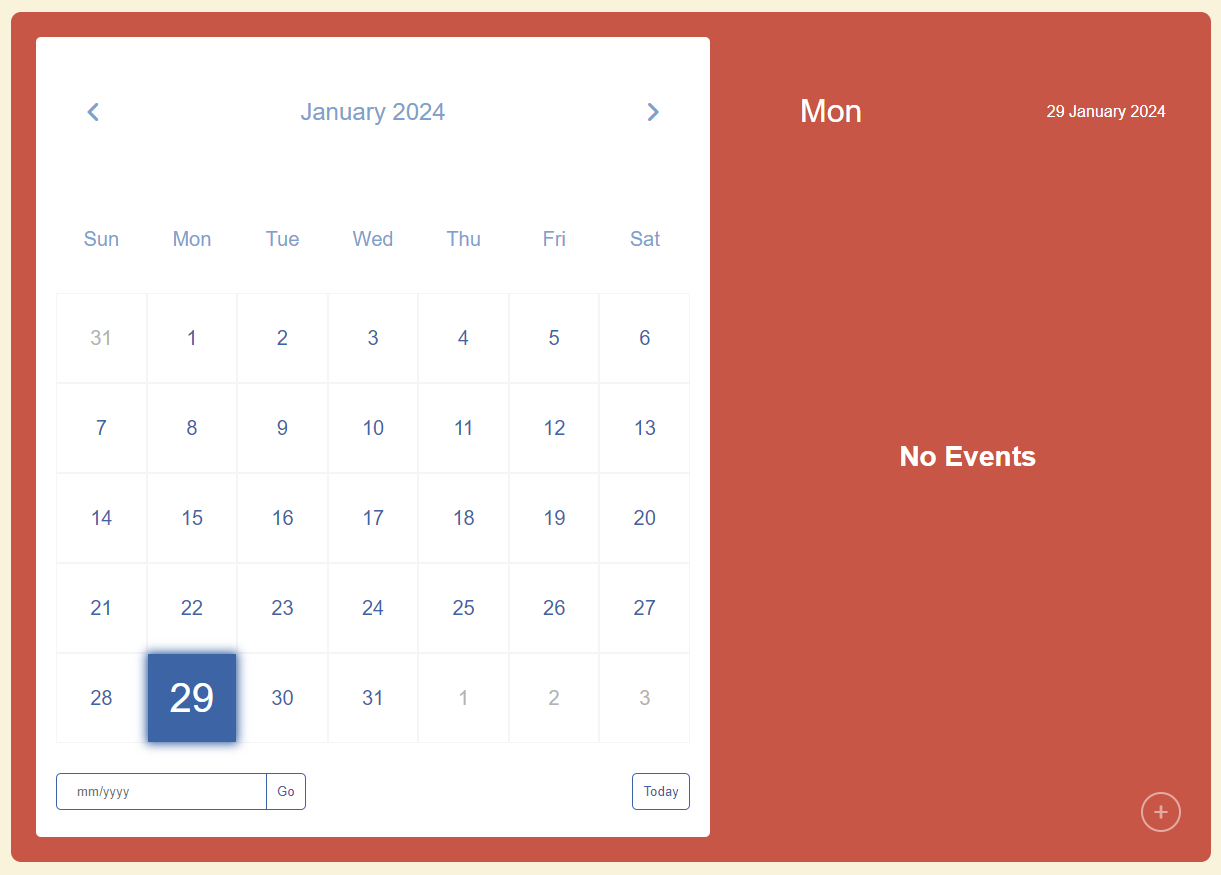 January 2024
Sun Mon Tue Wed Thu Fri Sat
31 1 2 3 4 5 6
7 8 9 10 11 12 13
14 15 16 17 18 19 20
21 22 23 24 25 26 27
28 29 30 31 1 2 3
mm/yyyy Go Today
Mon 29 January 2024
No Events